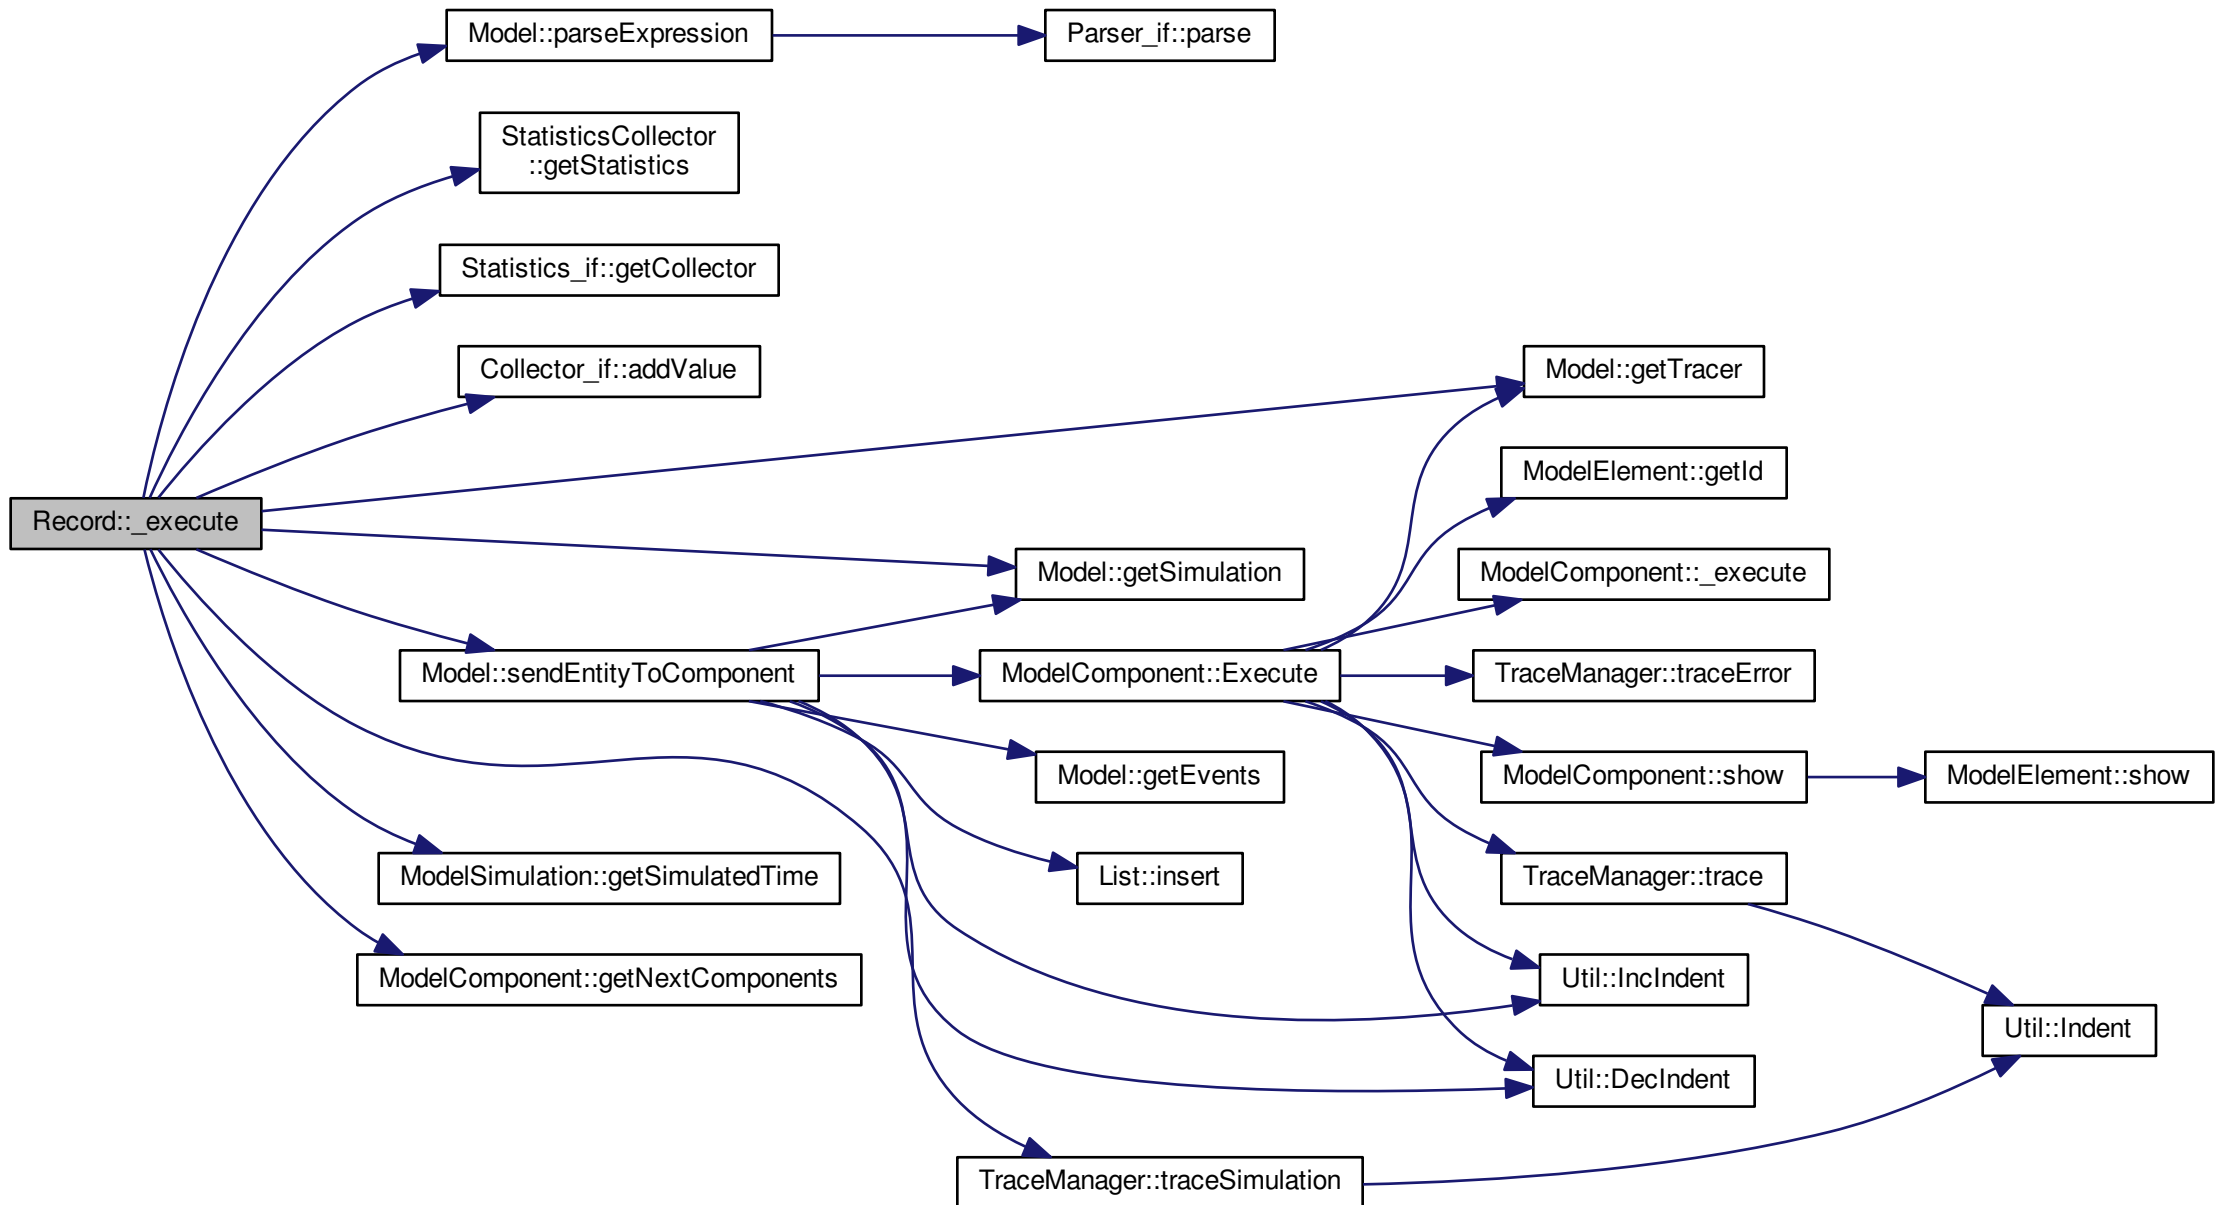 Model::parseExpression
Parser_if::parse
StatisticsCollector
::getStatistics
Statistics_if::getCollector
Collector_if::addValue
Model::getTracer
ModelElement::getId
Record::_execute
Model::getSimulation
ModelComponent::_execute
Model::sendEntityToComponent
ModelComponent::Execute
TraceManager::traceError
Model::getEvents
ModelComponent::show
ModelElement::show
ModelSimulation::getSimulatedTime
List::insert
TraceManager::trace
ModelComponent::getNextComponents
Util::IncIndent
Util::Indent
Util::DecIndent
TraceManager::traceSimulation